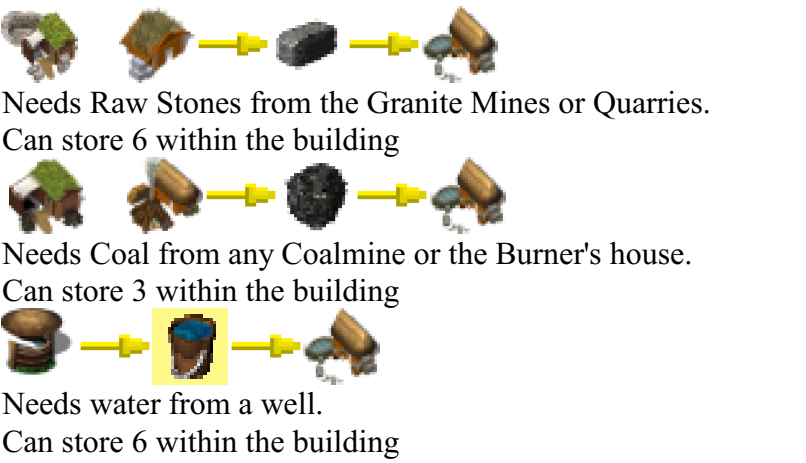 Needs Raw Stones from the Granite Mines or Quarries.
Can store 6 within the building
Needs Coal from any Coalmine or the Burner's house.
Can store 3 within the building
Needs water from a well.
Can store 6 within the building